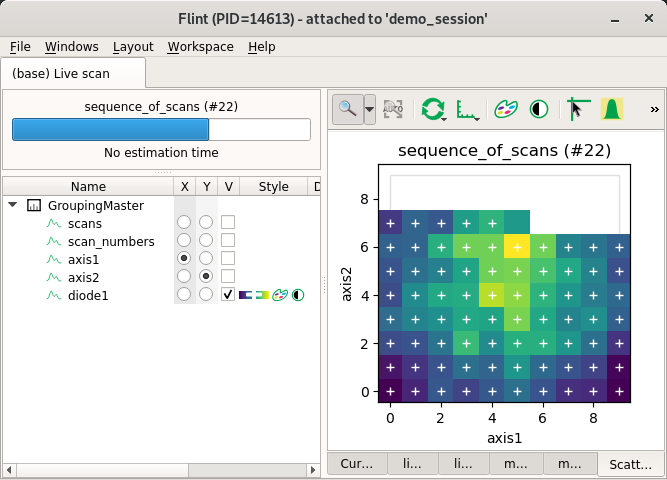 Flint (PID=14613) - attached to 'demo_session'
File Windows Layout Workspace Help
(base) Live scan
sequence_of_scans (#22)
No estimation time
Name X Y V Style D
GroupingMaster
scans
scan_numbers
axis1
axis2
diode1
AUTO
»
sequence_of_scans (#22)
axis2
8
6
4
2
0
0 2 4 6 8
axis1
Cur... li... li... m... m... Scatt...